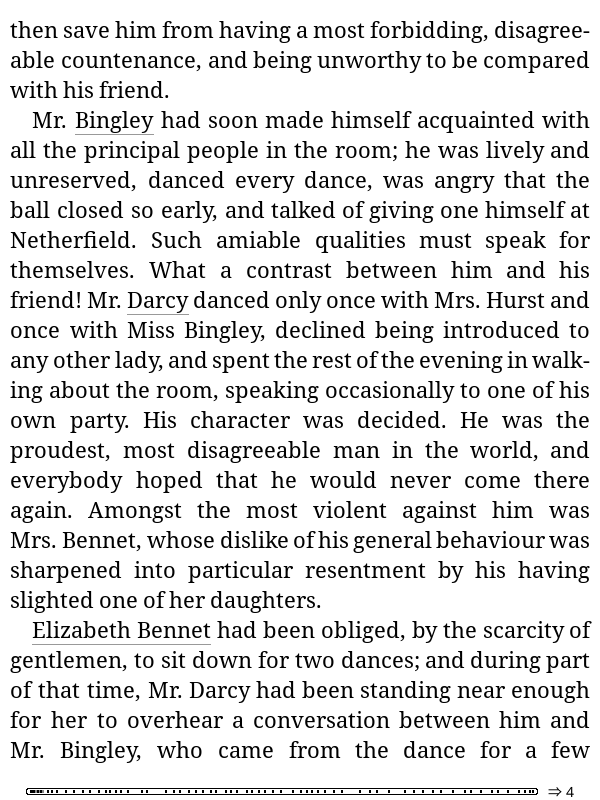 then save him from having a most forbidding, disagree-
able countenance, and being unworthy to be compared
with his friend.
Mr. Bingley had soon made himself acquainted with
all the principal people in the room; he was lively and
unreserved, danced every dance, was angry that the
ball closed so early, and talked of giving one himself at
Netherfield. Such amiable qualities must speak for
themselves. What a contrast between him and his
friend! Mr. Darcy danced only once with Mrs. Hurst and
once with Miss Bingley, declined being introduced to
any other lady, and spent the rest of the evening in walk-
ing about the room, speaking occasionally to one of his
own party. His character was decided. He was the
proudest, most disagreeable man in the world, and
everybody hoped that he would never come there
again. Amongst the most violent against him was
Mrs. Bennet, whose dislike of his general behaviour was
sharpened into particular resentment by his having
slighted one of her daughters.
Elizabeth Bennet had been obliged, by the scarcity of
gentlemen, to sit down for two dances; and during part
of that time, Mr. Darcy had been standing near enough
for her to overhear a conversation between him and
Mr. Bingley, who came from the dance for a few
⇒ 4